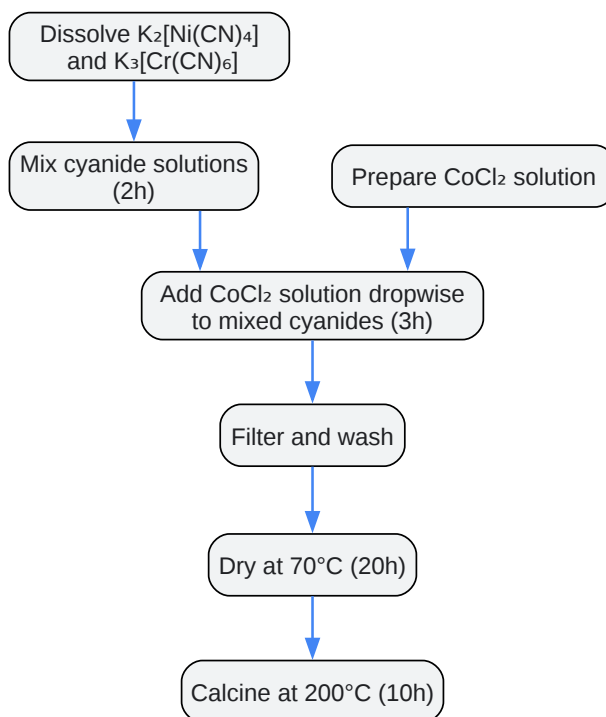 Dissolve K₂[Ni(CN)₄]
and K₃[Cr(CN)₆]
Mix cyanide solutions
(2h)
Prepare CoCl₂ solution
Add CoCl₂ solution dropwise
to mixed cyanides (3h)
Filter and wash
Dry at 70°C (20h)
Calcine at 200°C (10h)